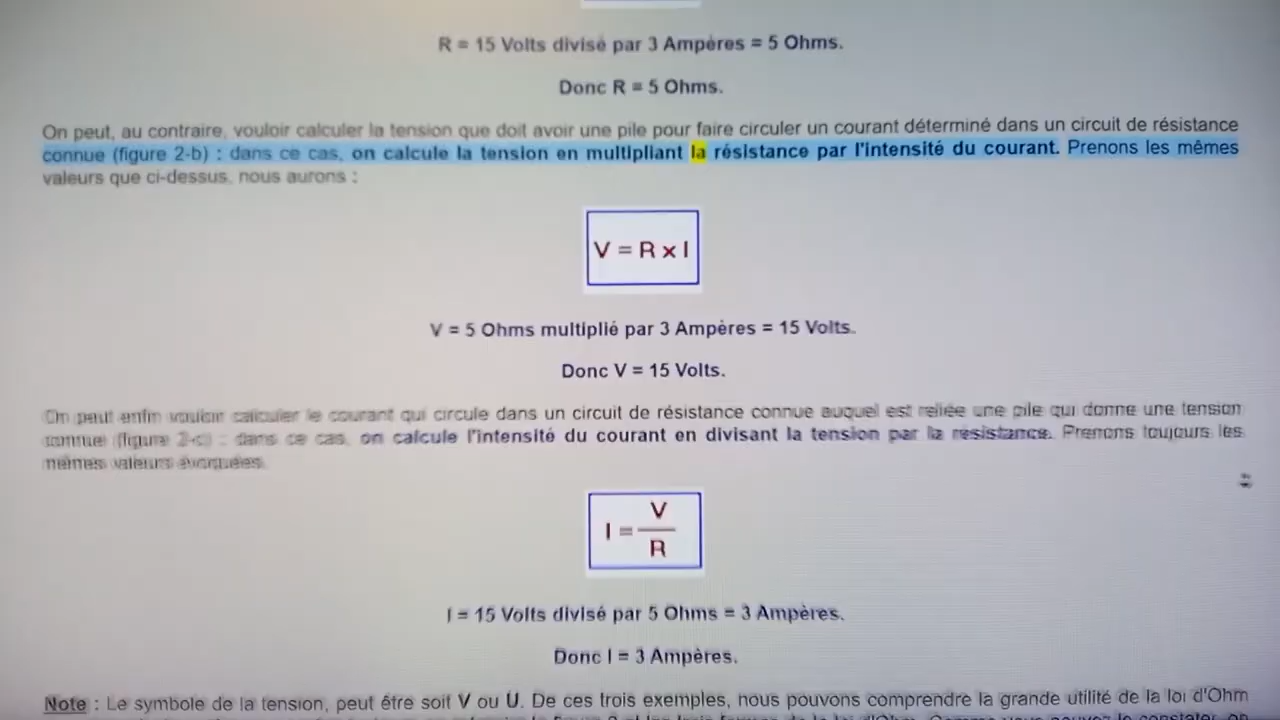 R = 15 Volts divisé par 3 Ampères = 5 Ohms.
Donc R = 5 Ohms.
On peut, au contraire, vouloir calculer la tension que doit avoir une pile pour faire circuler un courant déterminé dans un circuit de résistance
connue (figure 2-b) : dans ce cas, on calcule la tension en multipliant la résistance par l'intensité du courant. Prenons les mêmes
valeurs que ci-dessus, nous aurons :
V = R x I
V = 5 Ohms multiplié par 3 Ampères = 15 Volts.
Donc V = 15 Volts.
On peut enfin vouloir calculer le courant qui circule dans un circuit de résistance connue auquel est reliée une pile qui donne une tension
connue (figure 2-c) : dans ce cas, on calcule l'intensité du courant en divisant la tension par la résistance. Prenons toujours les
mêmes valeurs évoquées.
I = V
R
I = 15 Volts divisé par 5 Ohms = 3 Ampères.
Donc I = 3 Ampères.
Note : Le symbole de la tension, peut être soit V ou U. De ces trois exemples, nous pouvons comprendre la grande utilité de la loi d'Ohm